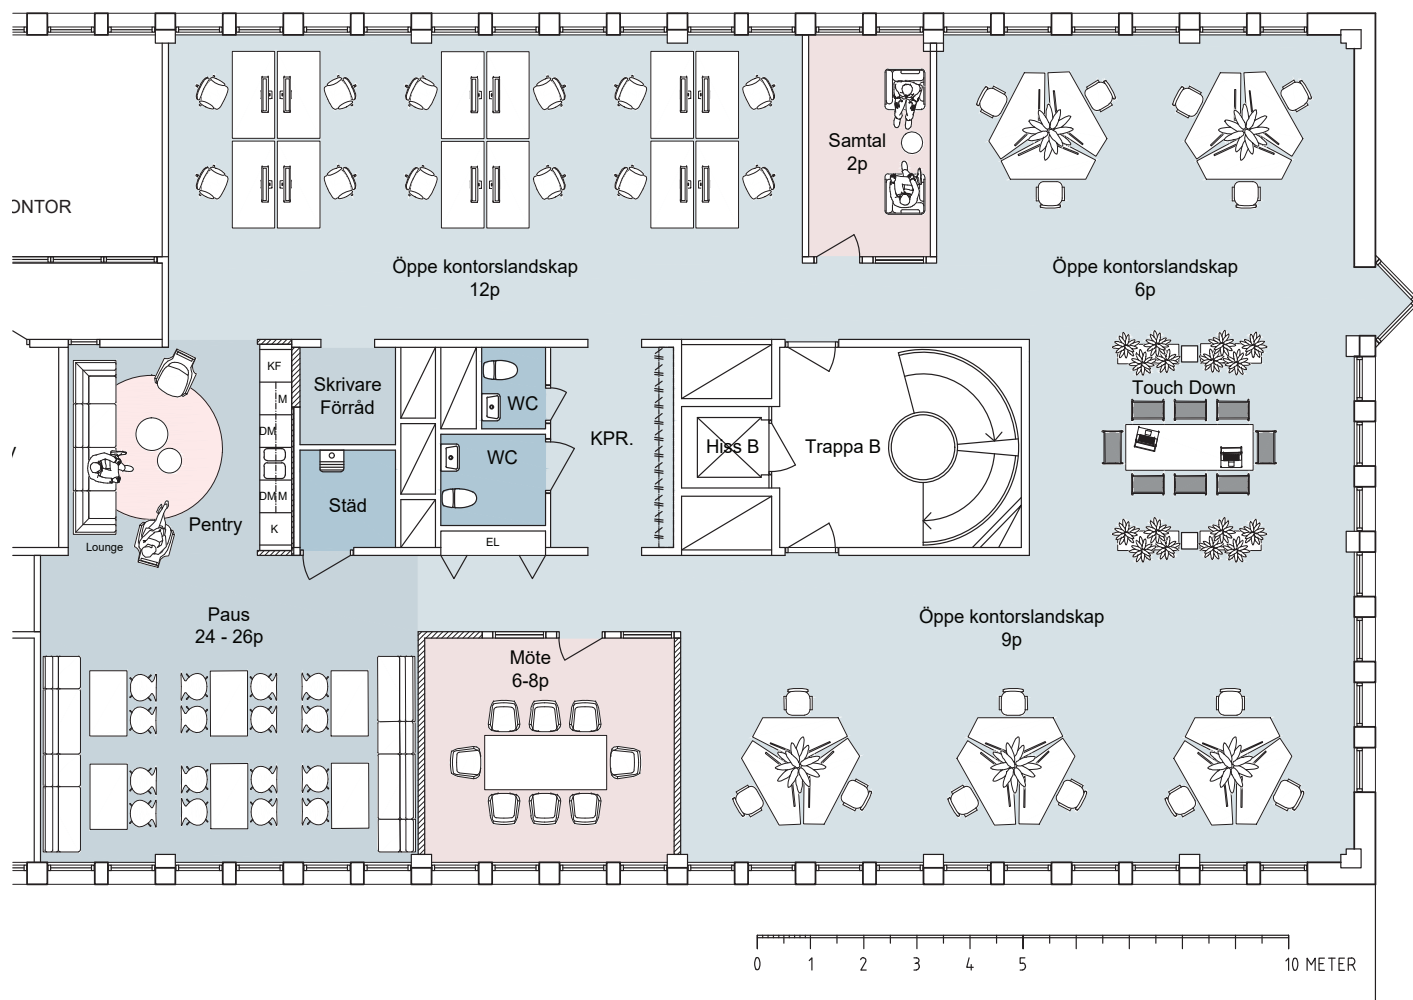 Samtal
2p
ONTOR
Öppe kontorslandskap
12p
Öppe kontorslandskap
6p
KF
M
DM
DM M
K
Skrivare
Förråd
WC
WC
KPR.
Hiss B
Trappa B
Touch Down
Städ
Pentry
Lounge
EL
Paus
24 - 26p
Möte
6-8p
Öppe kontorslandskap
9p
0 1 2 3 4 5 10 METER